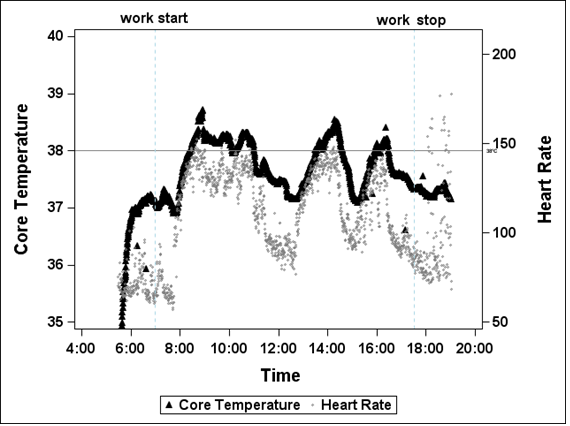 work start
work stop
40
39
38
37
36
35
Core Temperature
200
150
100
50
Heart Rate
4:00 6:00 8:00 10:00 12:00 14:00 16:00 18:00 20:00
Time
Core Temperature Heart Rate